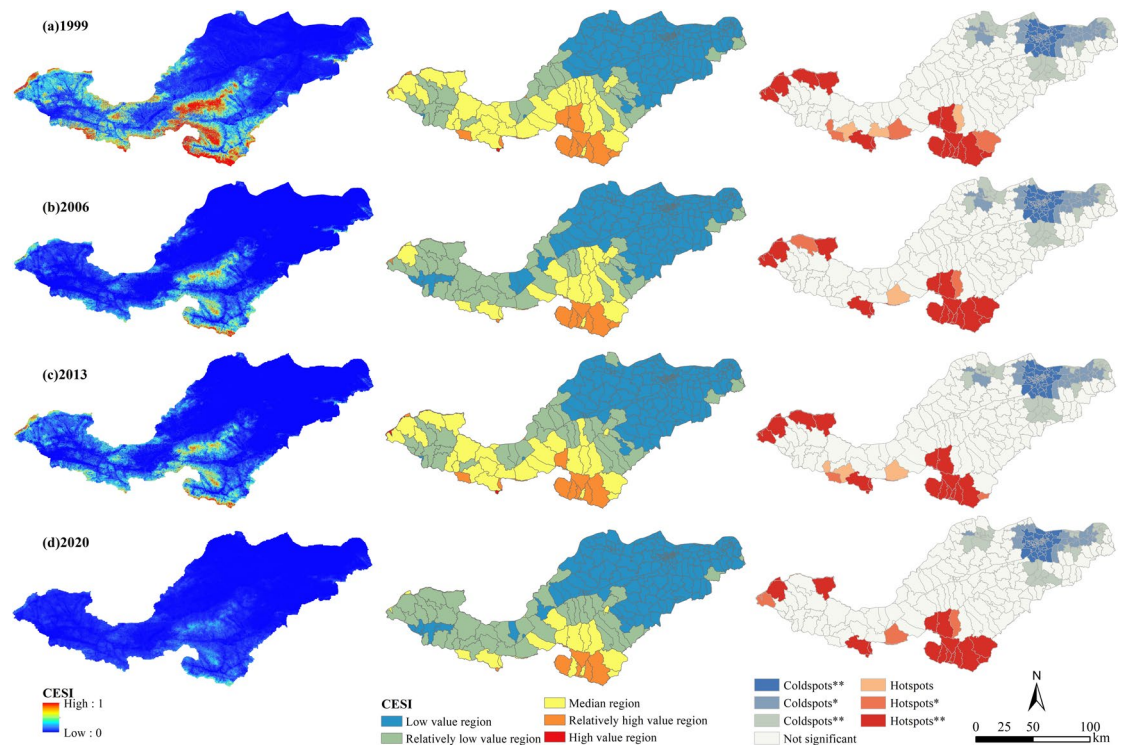 (a)1999
(b)2006
(c)2013
(d)2020
CESI
High : 1
Low : 0
CESI
Low value region
Relatively low value region
Median region
Relatively high value region
High value region
Coldspots**
Coldspots*
Coldspots**
Hotspots
Hotspots*
Hotspots**
Not significant
N
0 25 50 100
km